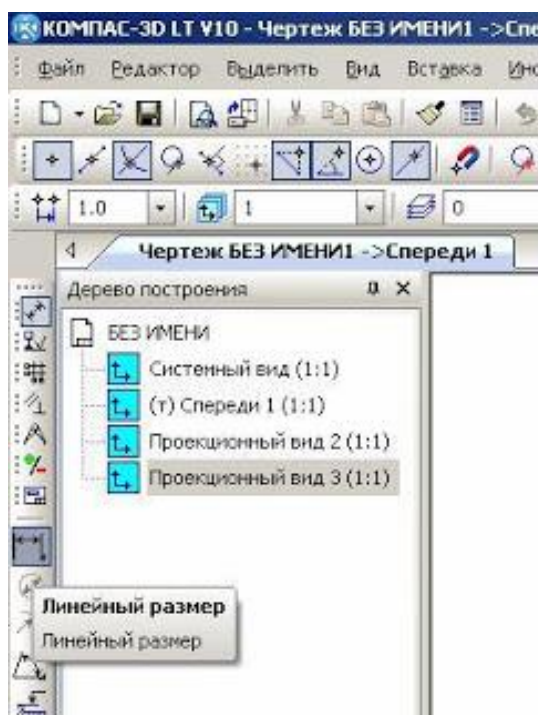 КОМПАС-3D LT V10 - Чертеж БЕЗ ИМЕНИ1 ->Спе
Файл Редактор Выделить Вид Вставка Инс
1.0 1 0
Чертеж БЕЗ ИМЕНИ1 ->Спереди 1
Дерево построения
БЕЗ ИМЕНИ
Системный вид (1:1)
(т) Спереди 1 (1:1)
Проекционный вид 2 (1:1)
Проекционный вид 3 (1:1)
Линейный размер
Линейный размер